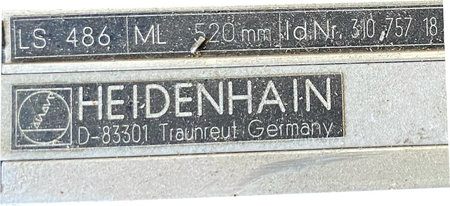 LS 486 ML 520 mm Id.Nr. 310 757 18
HEIDENHAIN
D-83301 Traunreut, Germany